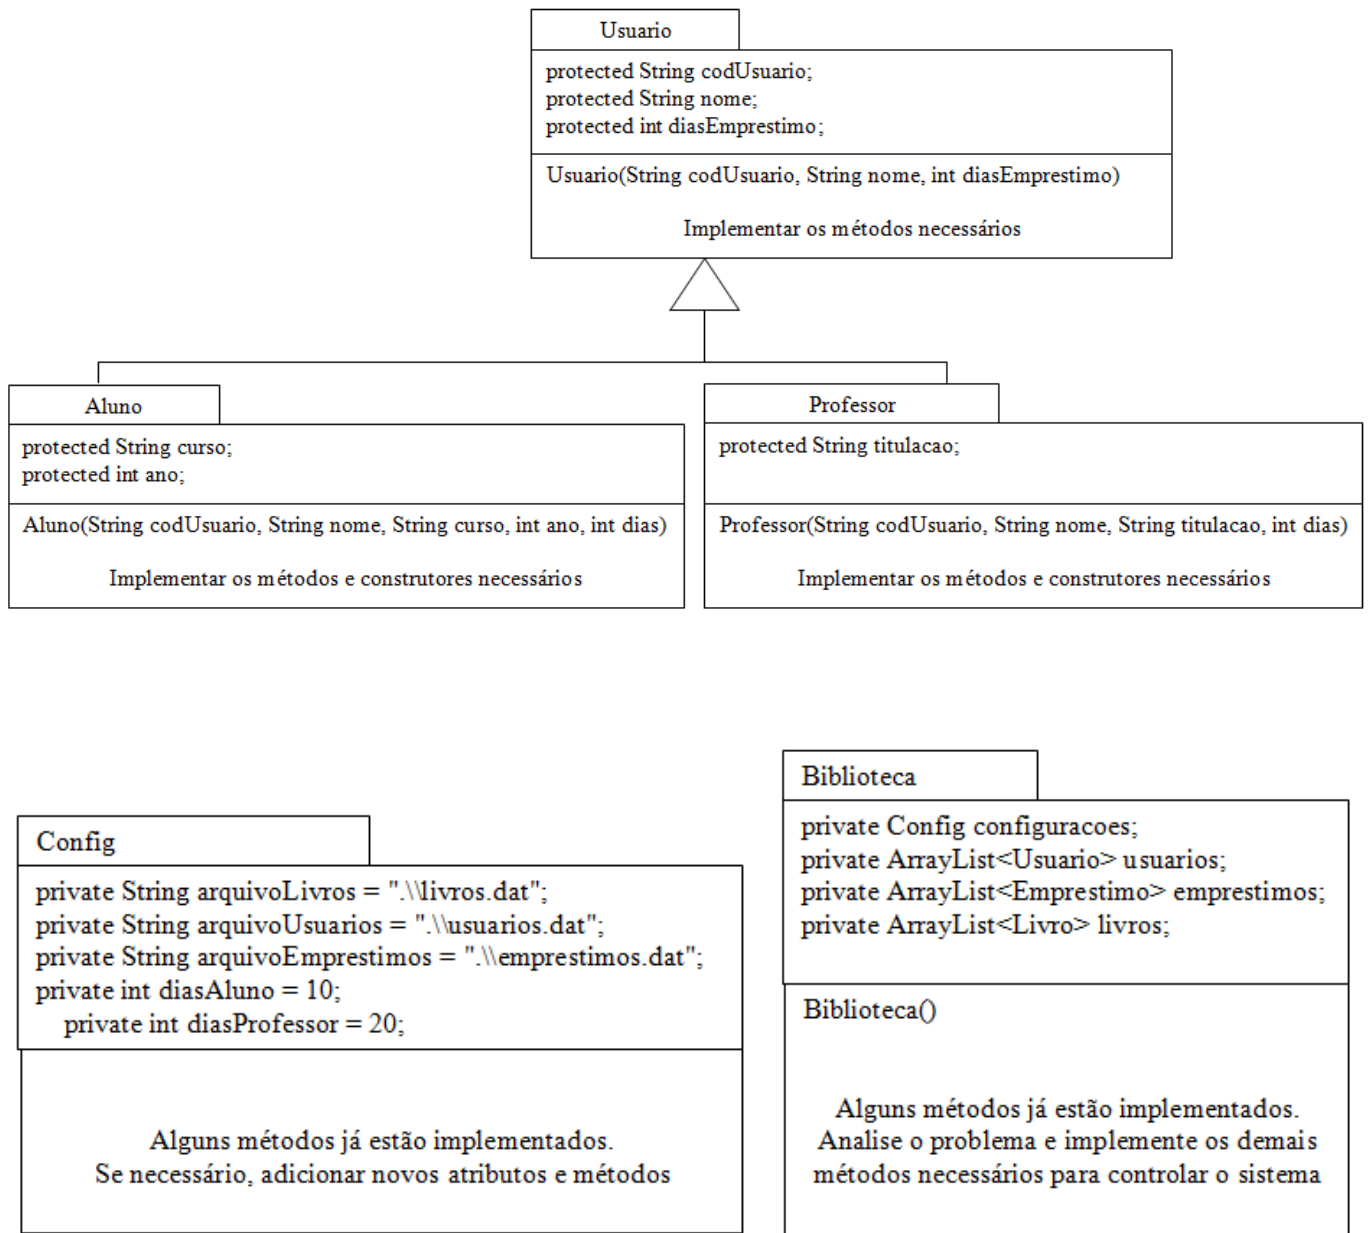 Usuario
protected String codUsuario;
protected String nome;
protected int diasEmprestimo;
Usuario(String codUsuario, String nome, int diasEmprestimo)
Implementar os métodos necessários
Aluno
protected String curso;
protected int ano;
Aluno(String codUsuario, String nome, String curso, int ano, int dias)
Implementar os métodos e construtores necessários
Professor
protected String titulacao;
Professor(String codUsuario, String nome, String titulacao, int dias)
Implementar os métodos e construtores necessários
Config
private String arquivoLivros = ".\\livros.dat";
private String arquivoUsuarios = ".\\usuarios.dat";
private String arquivoEmprestimos = ".\\emprestimos.dat";
private int diasAluno = 10;
private int diasProfessor = 20;
Alguns métodos já estão implementados.
Se necessário, adicionar novos atributos e métodos
Biblioteca
private Config configuracoes;
private ArrayList<Usuario> usuarios;
private ArrayList<Emprestimo> emprestimos;
private ArrayList<Livro> livros;
Biblioteca()
Alguns métodos já estão implementados.
Analise o problema e implemente os demais
métodos necessários para controlar o sistema